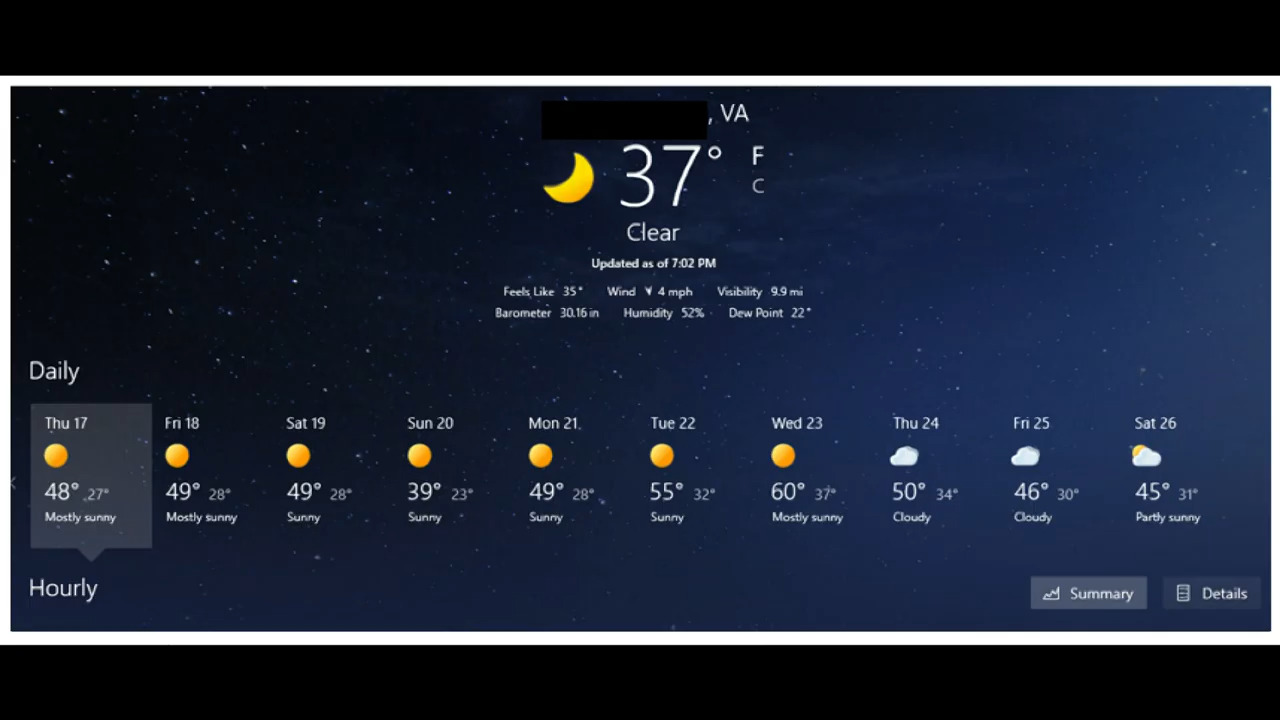 , VA
37° F
C
Clear
Updated as of 7:02 PM
Feels Like 35° Wind 4 mph Visibility 9.9 mi
Barometer 30.16 in Humidity 52% Dew Point 22°
Daily
Thu 17 Fri 18 Sat 19 Sun 20 Mon 21 Tue 22 Wed 23 Thu 24 Fri 25 Sat 26
48° 27° 49° 28° 49° 28° 39° 23° 49° 28° 55° 32° 60° 37° 50° 34° 46° 30° 45° 31°
Mostly sunny Mostly sunny Sunny Sunny Sunny Sunny Mostly sunny Cloudy Cloudy Partly sunny
Hourly Summary Details